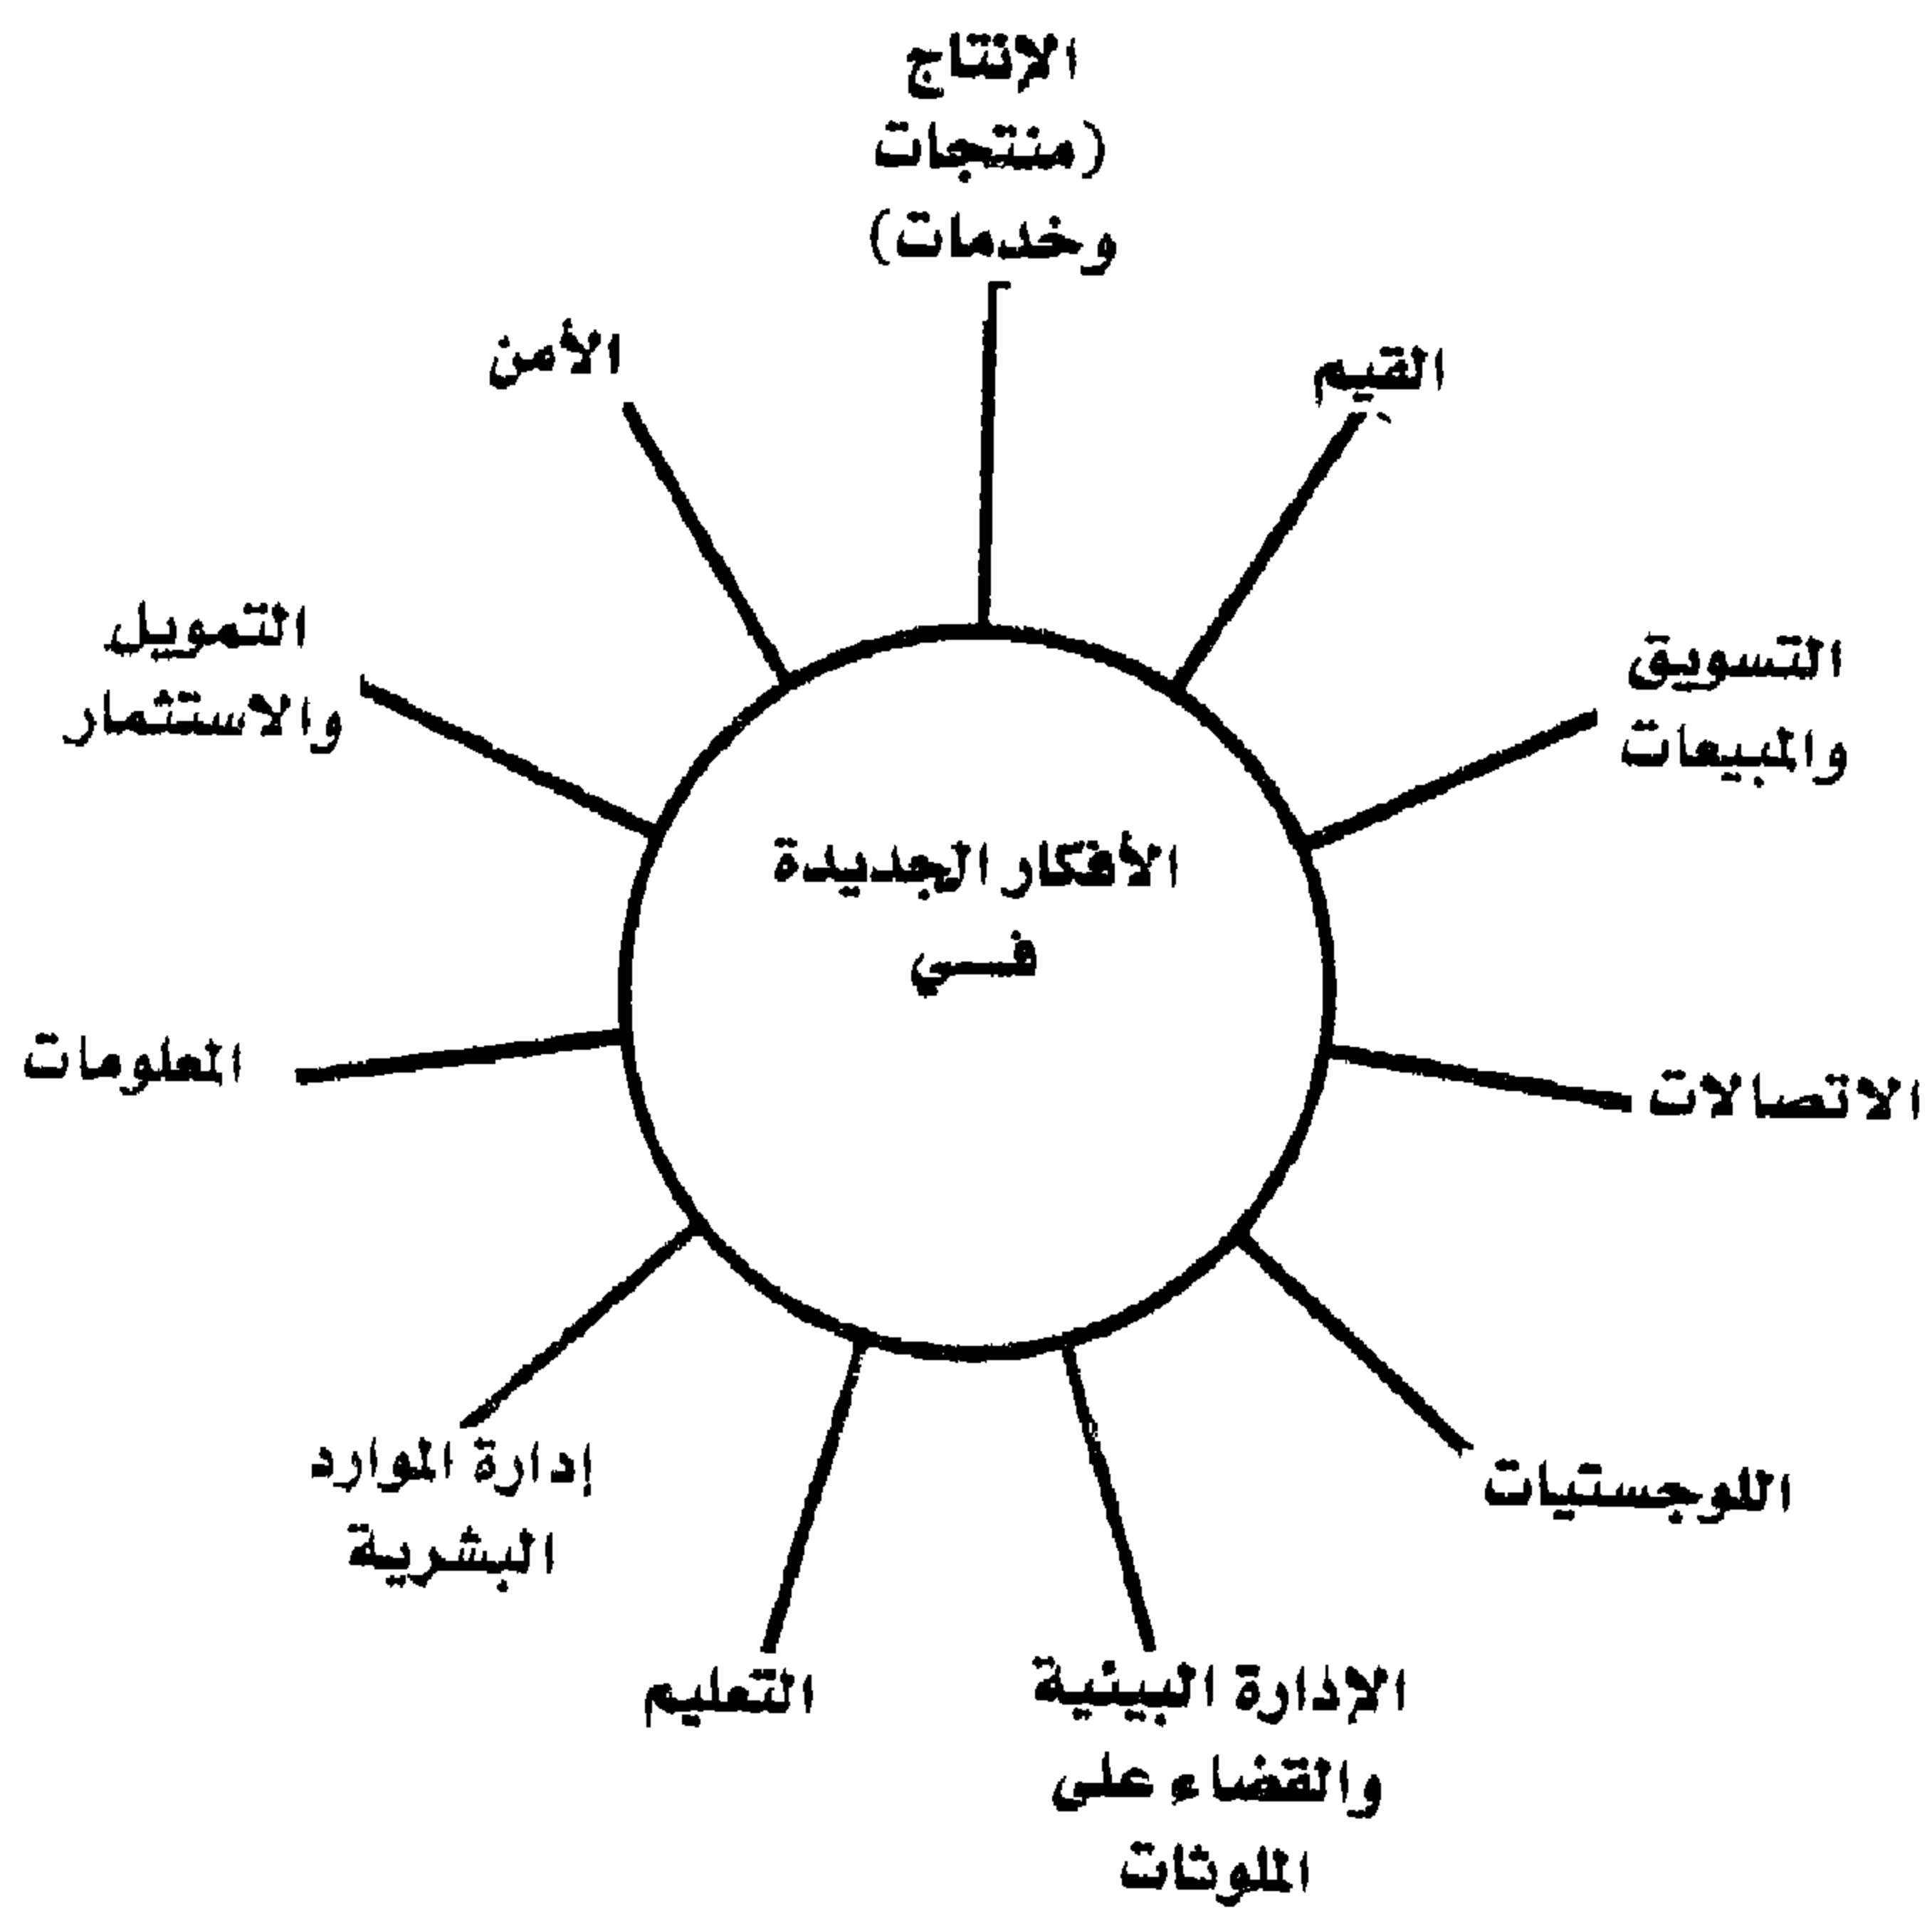 الإنتاج
(منتجات
وخدمات)
القيم
التسويق
والمبيعات
الاتصالات
اللوجستيات
الإدارة البيئية
والقضاء على
الملوثات
التعليم
إدارة الموارد
البشرية
المعلومات
التمويل
والاستثمار
الأمن
الأفكار الجديدة
فى